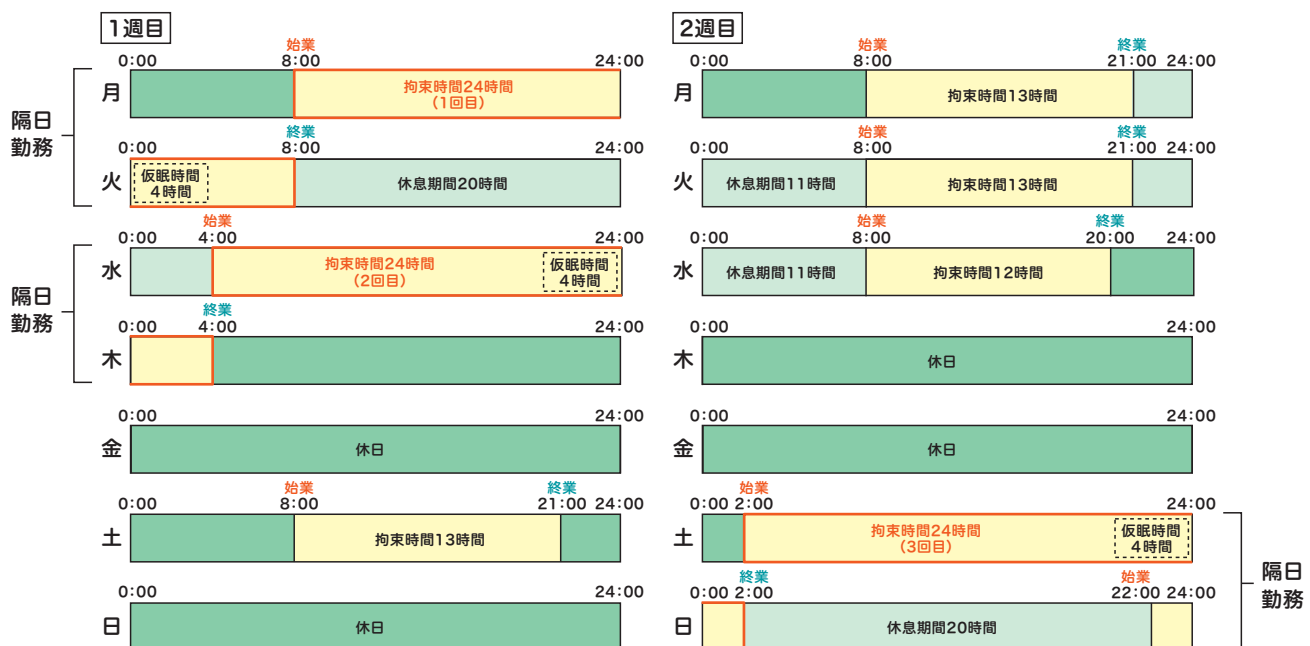 1週目
始業
0:00 8:00 24:00
月
拘束時間24時間
(1回目)
隔日
勤務
終業
0:00 8:00 24:00
火
仮眠時間
4時間
休息期間20時間
始業
0:00 4:00 24:00
水
拘束時間24時間
(2回目)
仮眠時間
4時間
隔日
勤務
終業
0:00 4:00 24:00
木
0:00 24:00
金
休日
始業 終業
0:00 8:00 21:00 24:00
土
拘束時間13時間
0:00 24:00
日
休日
2週目
始業 終業
0:00 8:00 21:00 24:00
月
拘束時間13時間
始業 終業
0:00 8:00 21:00 24:00
火
休息期間11時間 拘束時間13時間
始業 終業
0:00 8:00 20:00 24:00
水
休息期間11時間 拘束時間12時間
0:00 24:00
木
休日
0:00 24:00
金
休日
始業
0:00 2:00 24:00
土
拘束時間24時間
(3回目)
仮眠時間
4時間
終業 始業
0:00 2:00 22:00 24:00
日
休息期間20時間
隔日
勤務